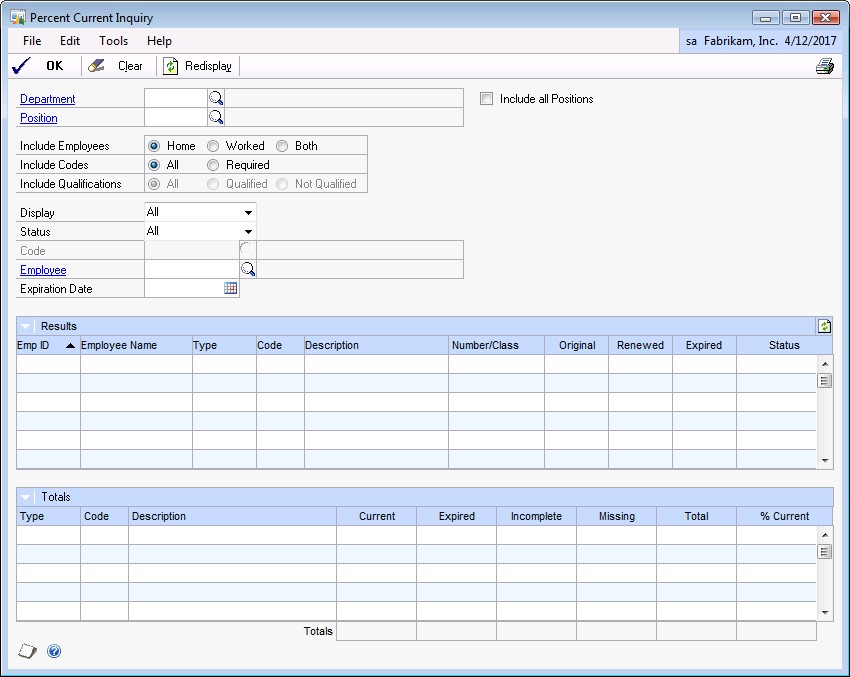 Percent Current Inquiry
File Edit Tools Help
sa Fabrikam, Inc. 4/12/2017
OK Clear Redisplay
Department
Include all Positions
Position
Include Employees Home Worked Both
Include Codes All Required
Include Qualifications All Qualified Not Qualified
Display All
Status All
Code
Employee
Expiration Date
Results
Emp ID Employee Name Type Code Description Number/Class Original Renewed Expired Status
Totals
Type Code Description Current Expired Incomplete Missing Total % Current
Totals